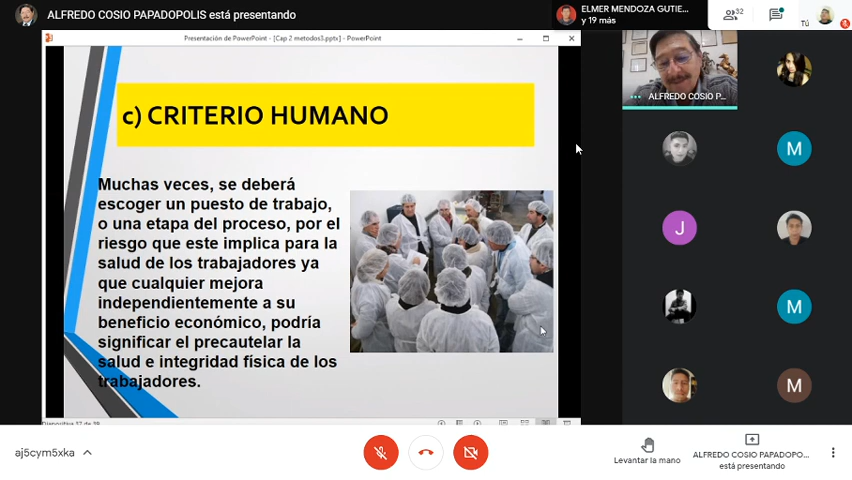 ALFREDO COSIO PAPADOPOLIS está presentando
ELMER MENDOZA GUTIE...
y 19 más
32
Tú
Presentación de PowerPoint - [Cap 2 metodos3.pptx] - PowerPoint
c) CRITERIO HUMANO
Muchas veces, se deberá
escoger un puesto de trabajo,
o una etapa del proceso, por el
riesgo que este implica para la
salud de los trabajadores ya
que cualquier mejora
independientemente a su
beneficio económico, podría
significar el precautelar la
salud e integridad física de los
trabajadores.
ALFREDO COSIO P...
M
J
M
M
Diapositiva 37 de 39
aj5cym5xka
Levantar la mano
ALFREDO COSIO PAPADOPO...
está presentando